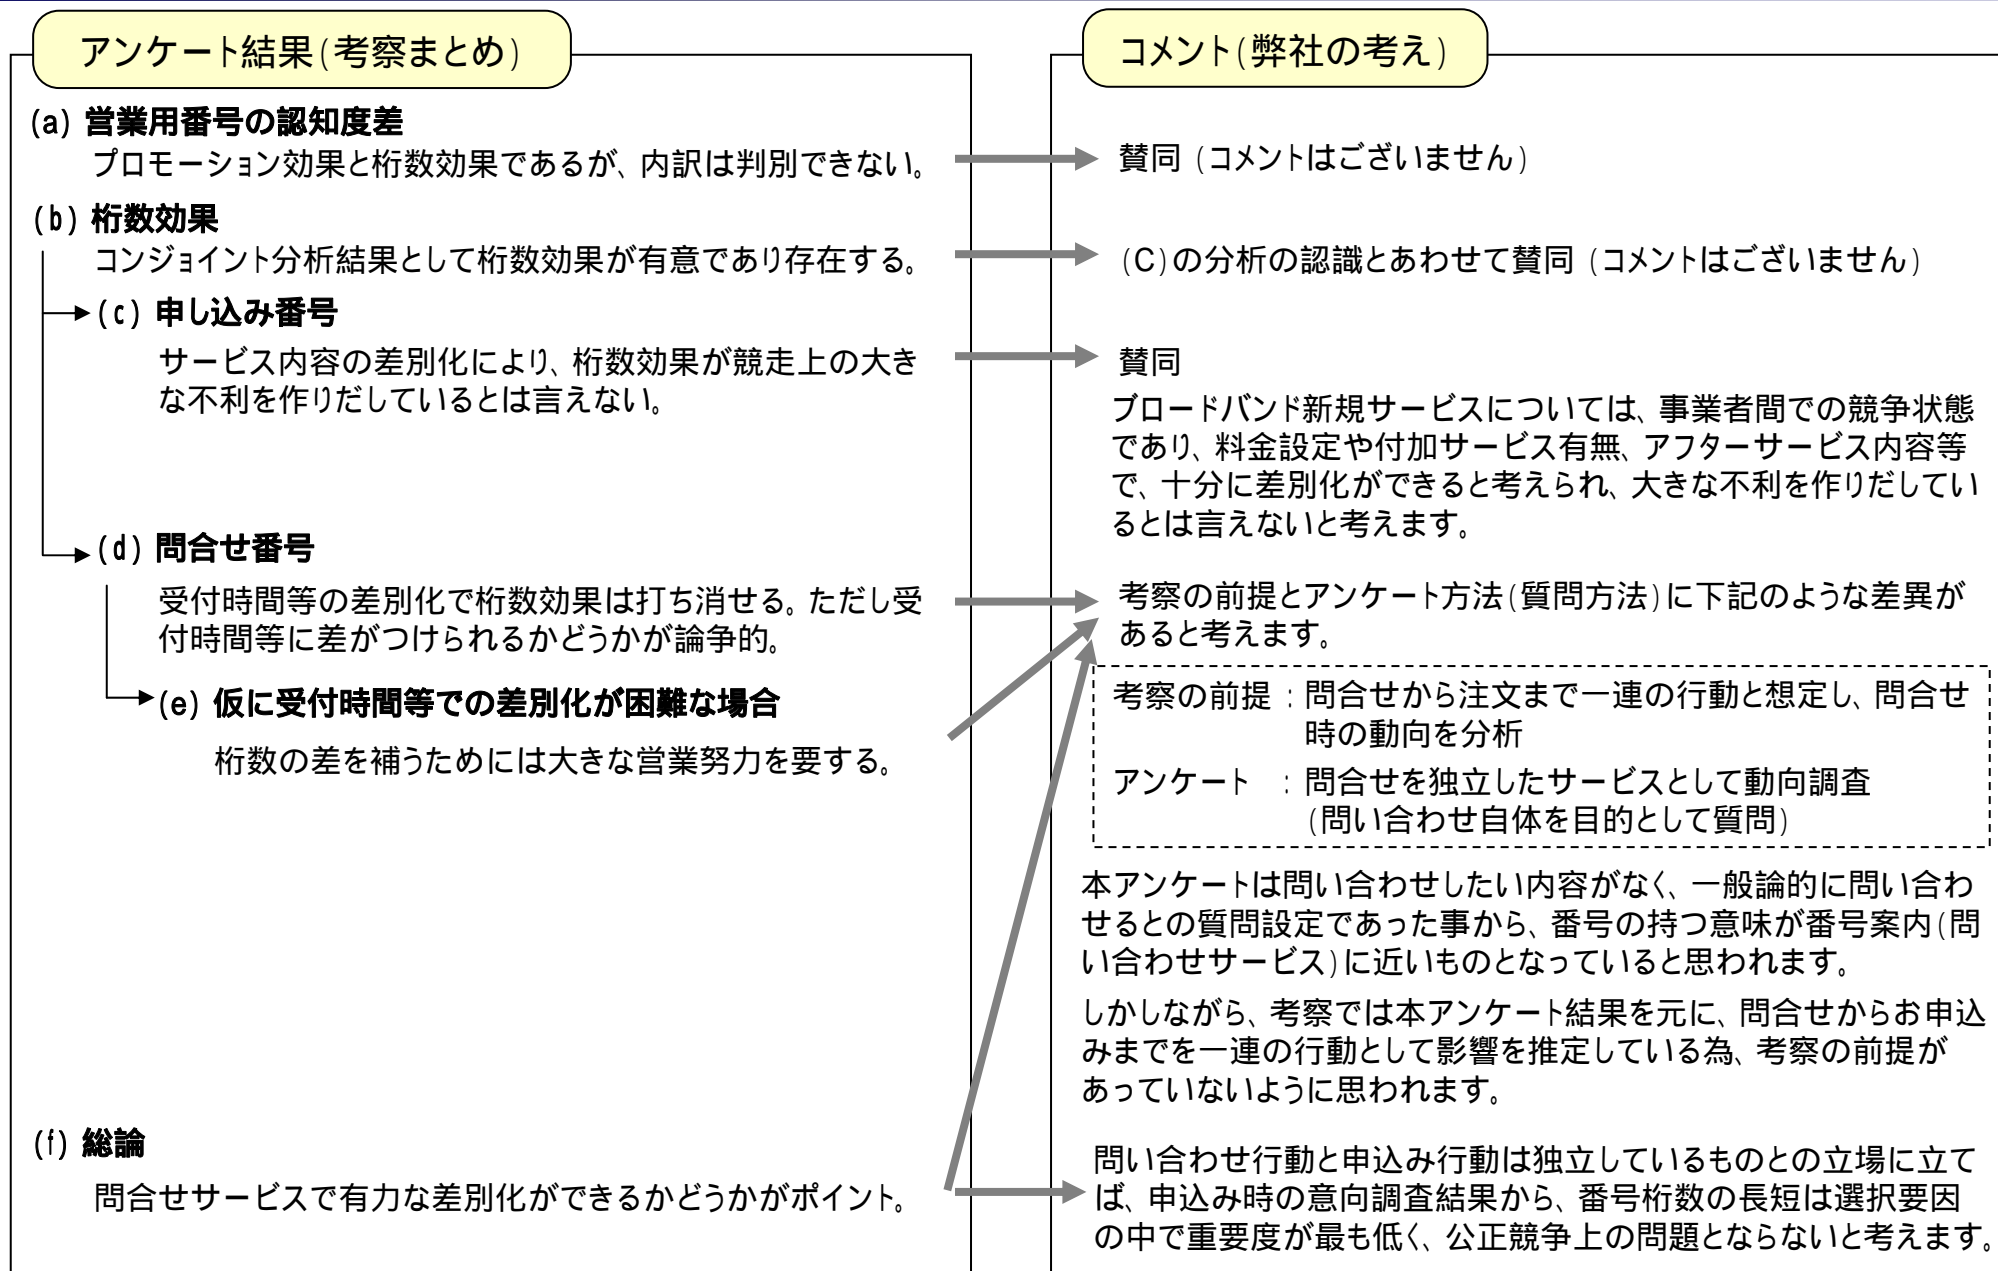 アンケート結果(考察まとめ)
(a) 営業用番号の認知度差
プロモーション効果と桁数効果であるが、内訳は判別できない。
(b) 桁数効果
コンジョイント分析結果として桁数効果が有意であり存在する。
(c) 申し込み番号
サービス内容の差別化により、桁数効果が競走上の大き
な不利を作りだしているとは言えない。
(d) 問合せ番号
受付時間等の差別化で桁数効果は打ち消せる。ただし受
付時間等に差がつけられるかどうかが論争的。
(e) 仮に受付時間等での差別化が困難な場合
桁数の差を補うためには大きな営業努力を要する。
(f) 総論
問合せサービスで有力な差別化ができるかどうかがポイント。
コメント(弊社の考え)
賛同 (コメントはございません)
(C)の分析の認識とあわせて賛同 (コメントはございません)
賛同
ブロードバンド新規サービスについては、事業者間での競争状態
であり、料金設定や付加サービス有無、アフターサービス内容等
で、十分に差別化ができると考えられ、大きな不利を作りだしてい
るとは言えないと考えます。
考察の前提とアンケート方法(質問方法)に下記のような差異が
あると考えます。
考察の前提 : 問合せから注文まで一連の行動と想定し、問合せ
時の動向を分析
アンケート : 問合せを独立したサービスとして動向調査
(問い合わせ自体を目的として質問)
本アンケートは問い合わせしたい内容がなく、一般論的に問い合わ
せるとの質問設定であった事から、番号の持つ意味が番号案内(問
い合わせサービス)に近いものとなっていると思われます。
しかしながら、考察では本アンケート結果を元に、問合せからお申込
みまでを一連の行動として影響を推定している為、考察の前提が
あっていないように思われます。
問い合わせ行動と申込み行動は独立しているものとの立場に立て
ば、申込み時の意向調査結果から、番号桁数の長短は選択要因
の中で重要度が最も低く、公正競争上の問題とならないと考えます。